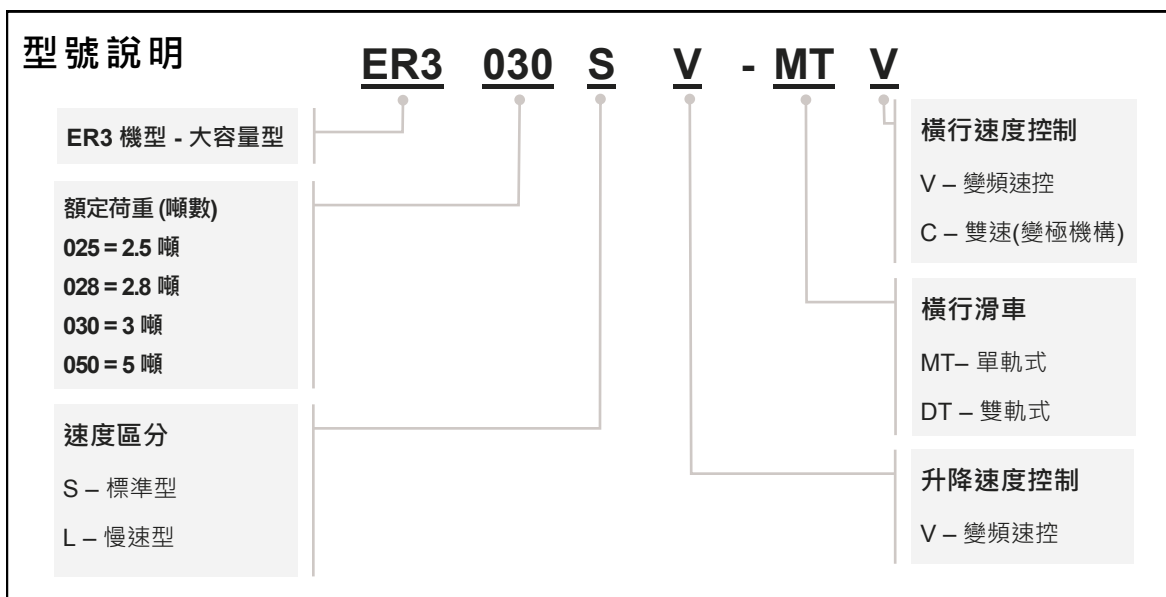 型號說明
ER3 030 S V - MT V
ER3 機型 - 大容量型
額定荷重 (噸數)
025 = 2.5 噸
028 = 2.8 噸
030 = 3 噸
050 = 5 噸
速度區分
S – 標準型
L – 慢速型
橫行速度控制
V – 變頻速控
C – 雙速(變極機構)
橫行滑車
MT– 單軌式
DT – 雙軌式
升降速度控制
V – 變頻速控